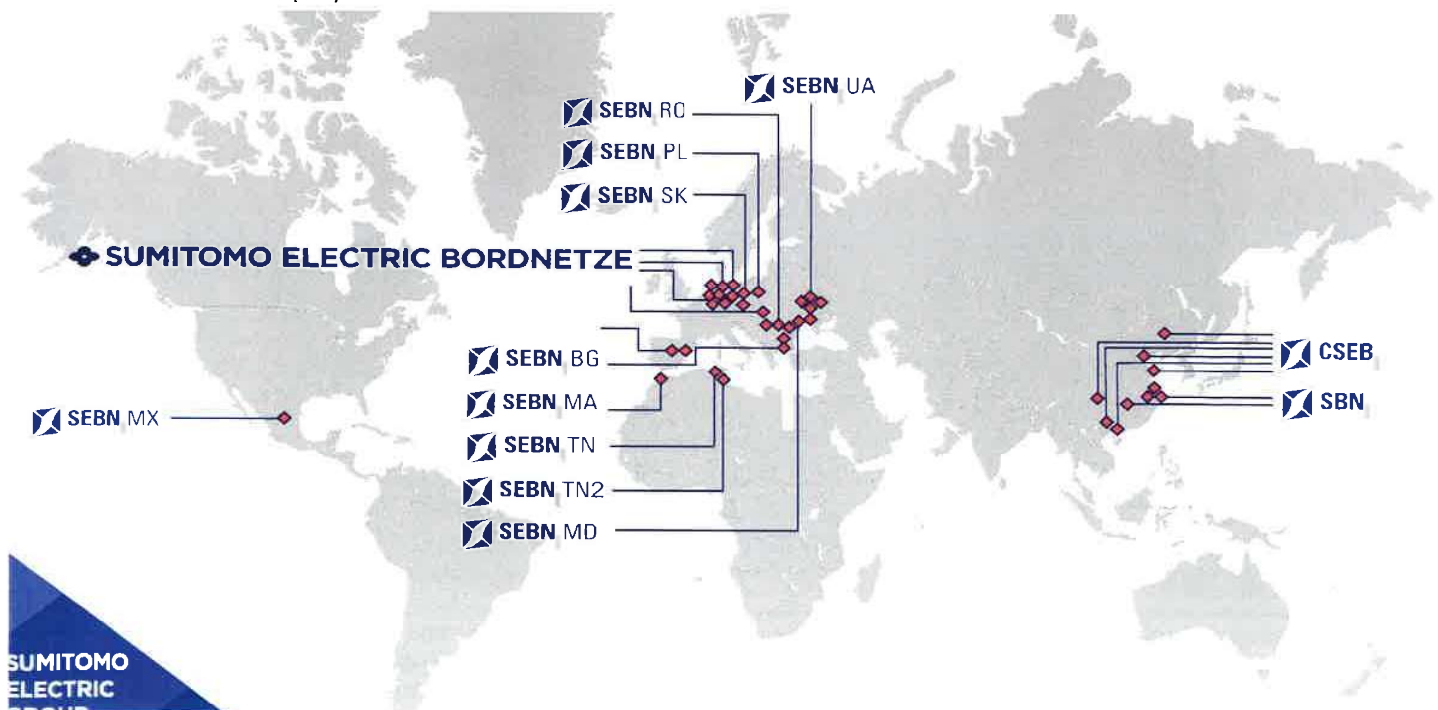 SEBN UA
SEBN RO
SEBN PL
SEBN SK
SUMITOMO ELECTRIC BORDNETZE
SEBN BG
CSEB
SEBN MA
SBN
SEBN MX
SEBN TN
SEBN TN2
SEBN MD
SUMITOMO
ELECTRIC